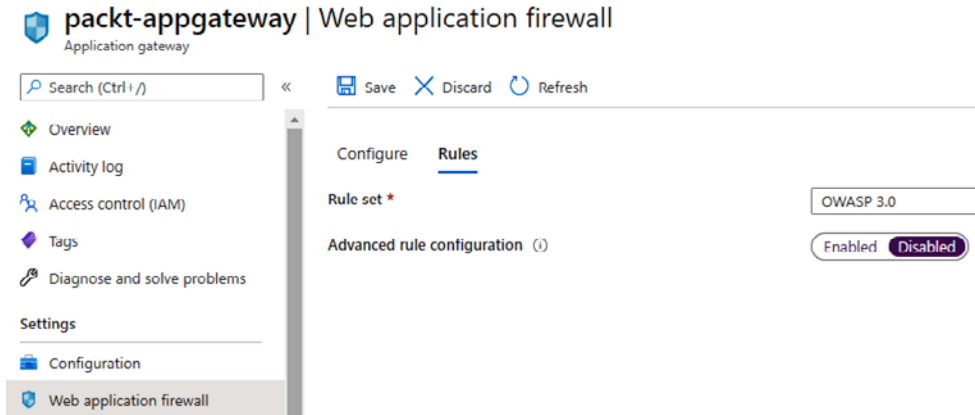 packt-appgateway | Web application firewall
Application gateway
Search (Ctrl+/)
«
Save
Discard
Refresh
Overview
Activity log
Access control (IAM)
Tags
Diagnose and solve problems
Settings
Configuration
Web application firewall
Configure
Rules
Rule set *
OWASP 3.0
Advanced rule configuration
Enabled
Disabled